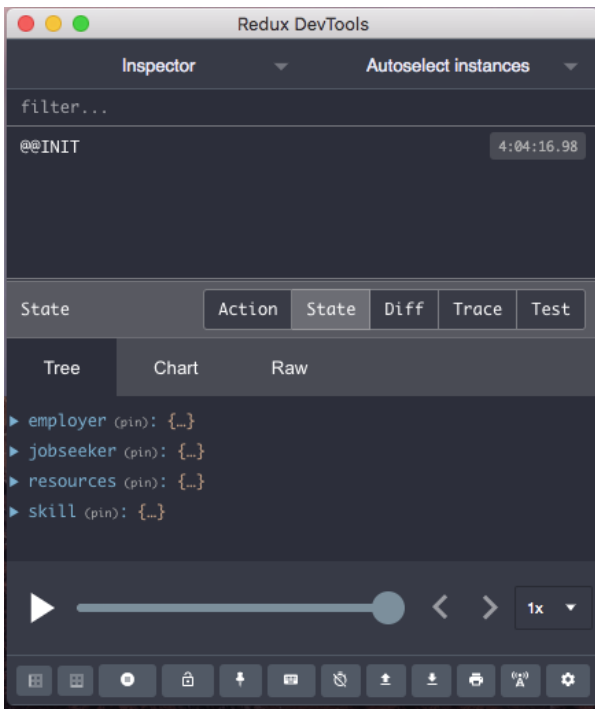 Redux DevTools
Inspector Autoselect instances
filter...
@@INIT 4:04:16.98
State Action State Diff Trace Test
Tree Chart Raw
▶ employer (pin): {…}
▶ jobseeker (pin): {…}
▶ resources (pin): {…}
▶ skill (pin): {…}
1x